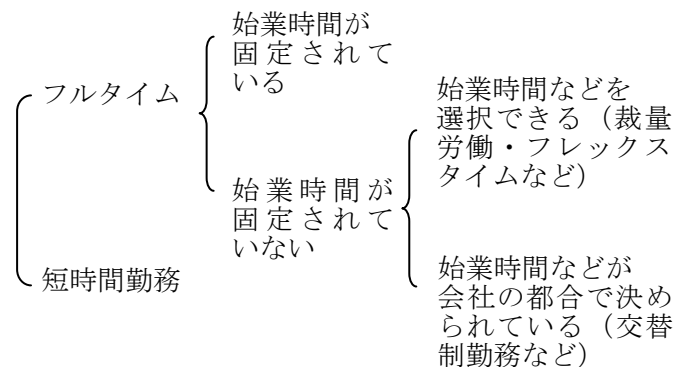 始業時間が
固定されて
いる
フルタイム
始業時間などを
選択できる（裁量
労働・フレックス
タイムなど）
始業時間が
固定されて
いない
始業時間などが
会社の都合で決め
られている（交替
制勤務など）
短時間勤務